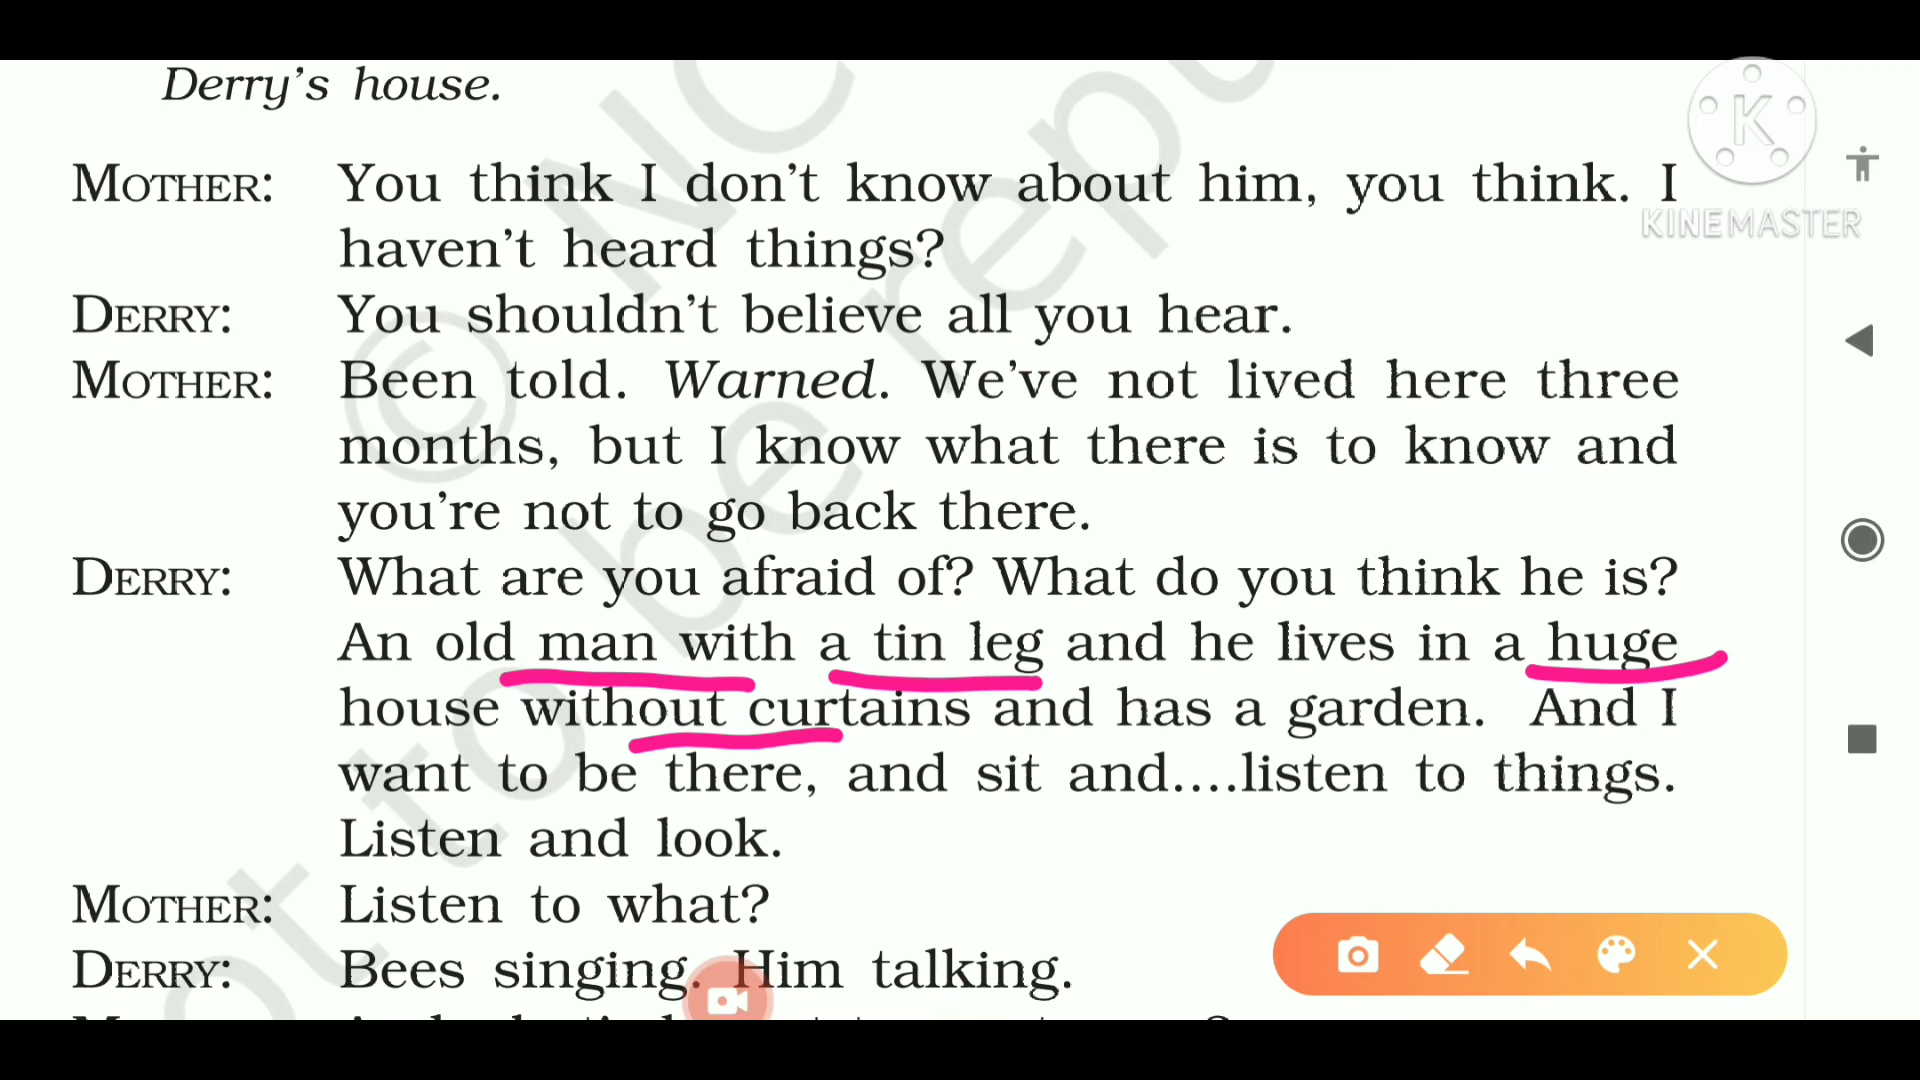 Derry's house.
MOTHER: You think I don't know about him, you think. I
haven't heard things?
DERRY: You shouldn't believe all you hear.
MOTHER: Been told. Warned. We've not lived here three
months, but I know what there is to know and
you're not to go back there.
DERRY: What are you afraid of? What do you think he is?
An old man with a tin leg and he lives in a huge
house without curtains and has a garden. And I
want to be there, and sit and....listen to things.
Listen and look.
MOTHER: Listen to what?
DERRY: Bees singing. Him talking.
K
KINEMASTER
© NC
not to be repu